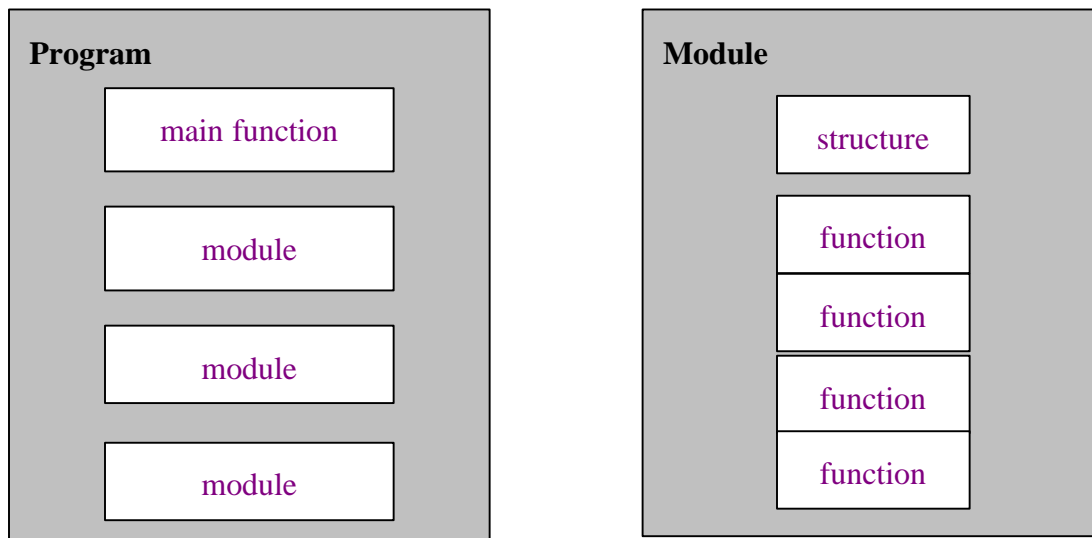 Program
main function
module
module
module
Module
structure
function
function
function
function